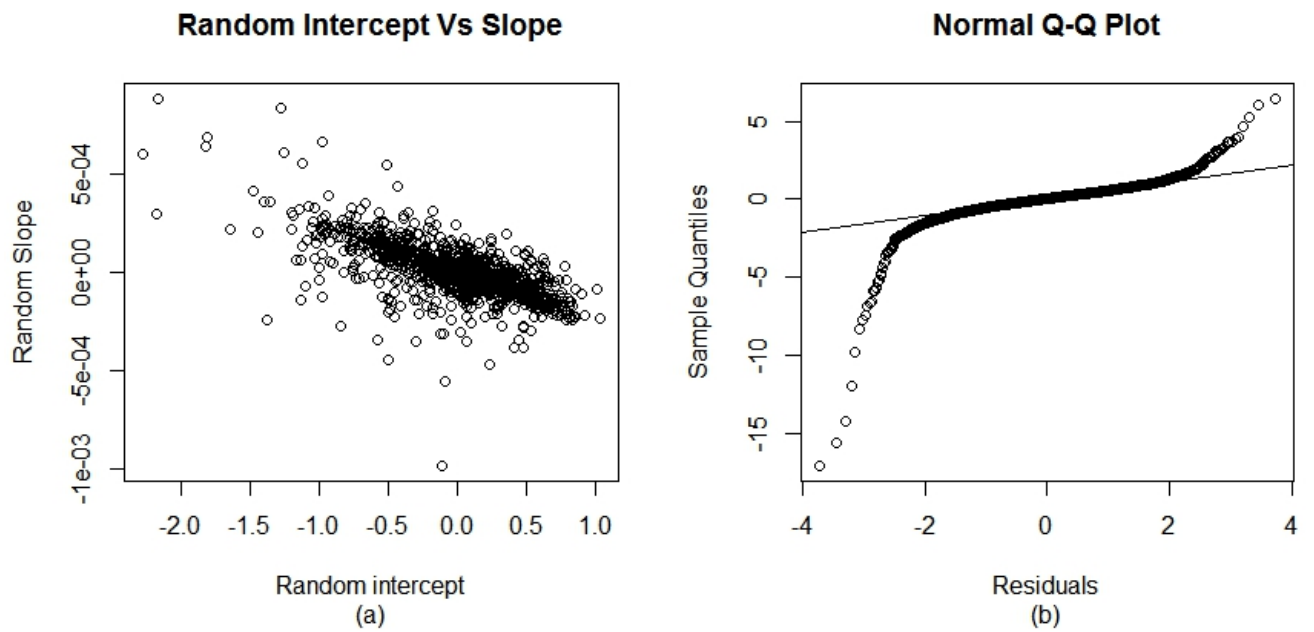 Random Intercept Vs Slope
Random Slope
5e-04
0e+00
-5e-04
-1e-03
-2.0 -1.5 -1.0 -0.5 0.0 0.5 1.0
Random intercept
(a)
Normal Q-Q Plot
Sample Quantiles
5
0
-5
-10
-15
-4 -2 0 2 4
Residuals
(b)